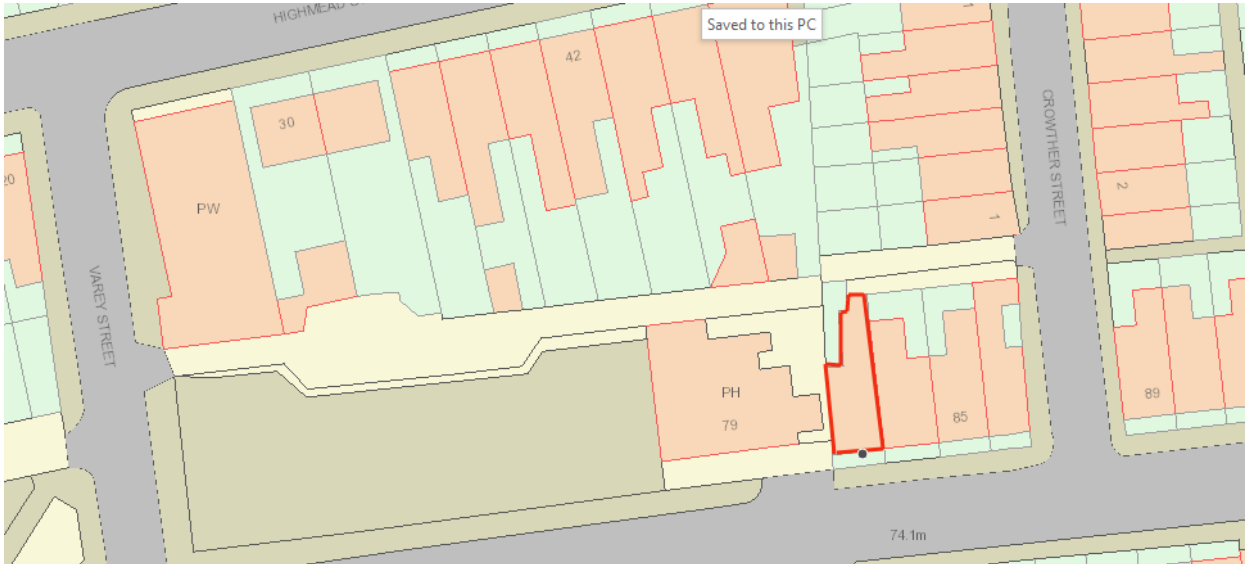 HIGHMEAD
Saved to this PC
42
30
20
PW
VAREY STREET
CROWTHER STREET
1
1
2
PH
79
85
89
74.1m